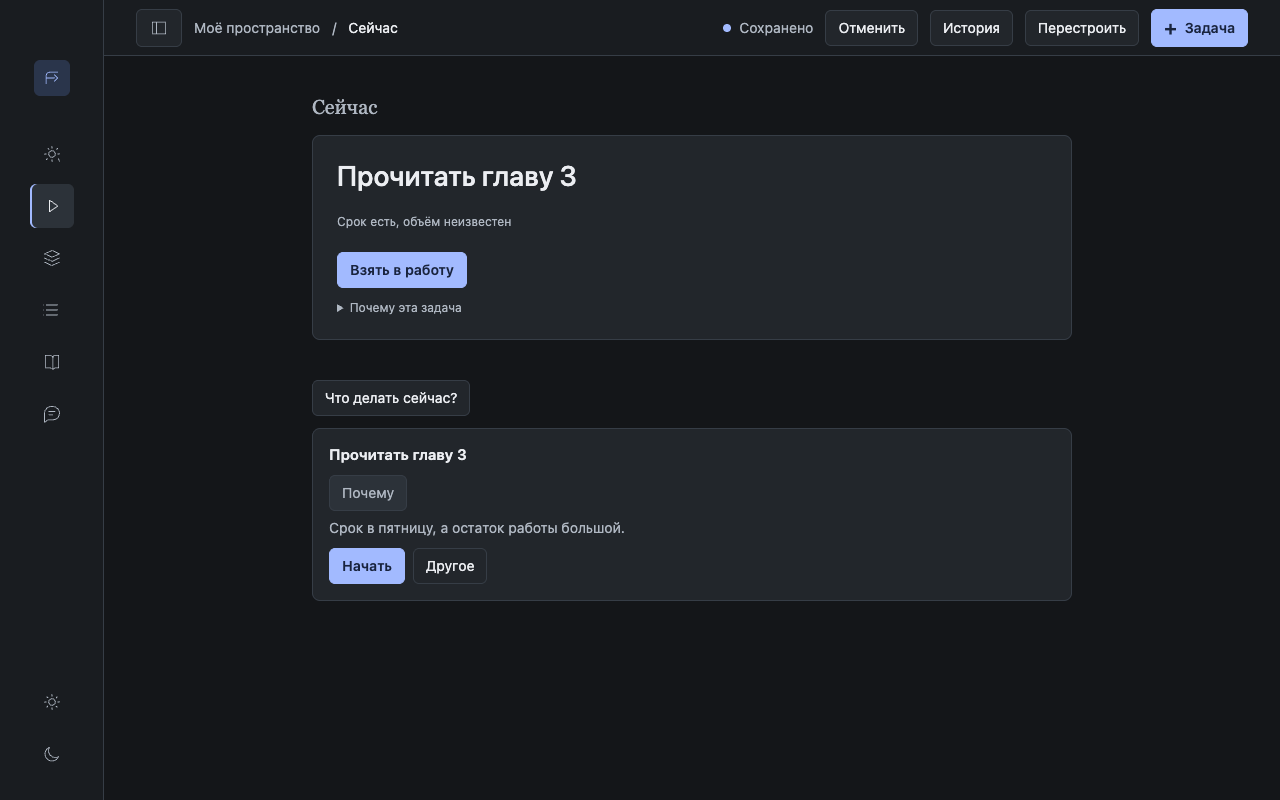 Моё пространство / Сейчас
Сохранено
Отменить
История
Перестроить
+ Задача
Сейчас
Прочитать главу 3
Срок есть, объём неизвестен
Взять в работу
Почему эта задача
Что делать сейчас?
Прочитать главу 3
Почему
Срок в пятницу, а остаток работы большой.
Начать
Другое